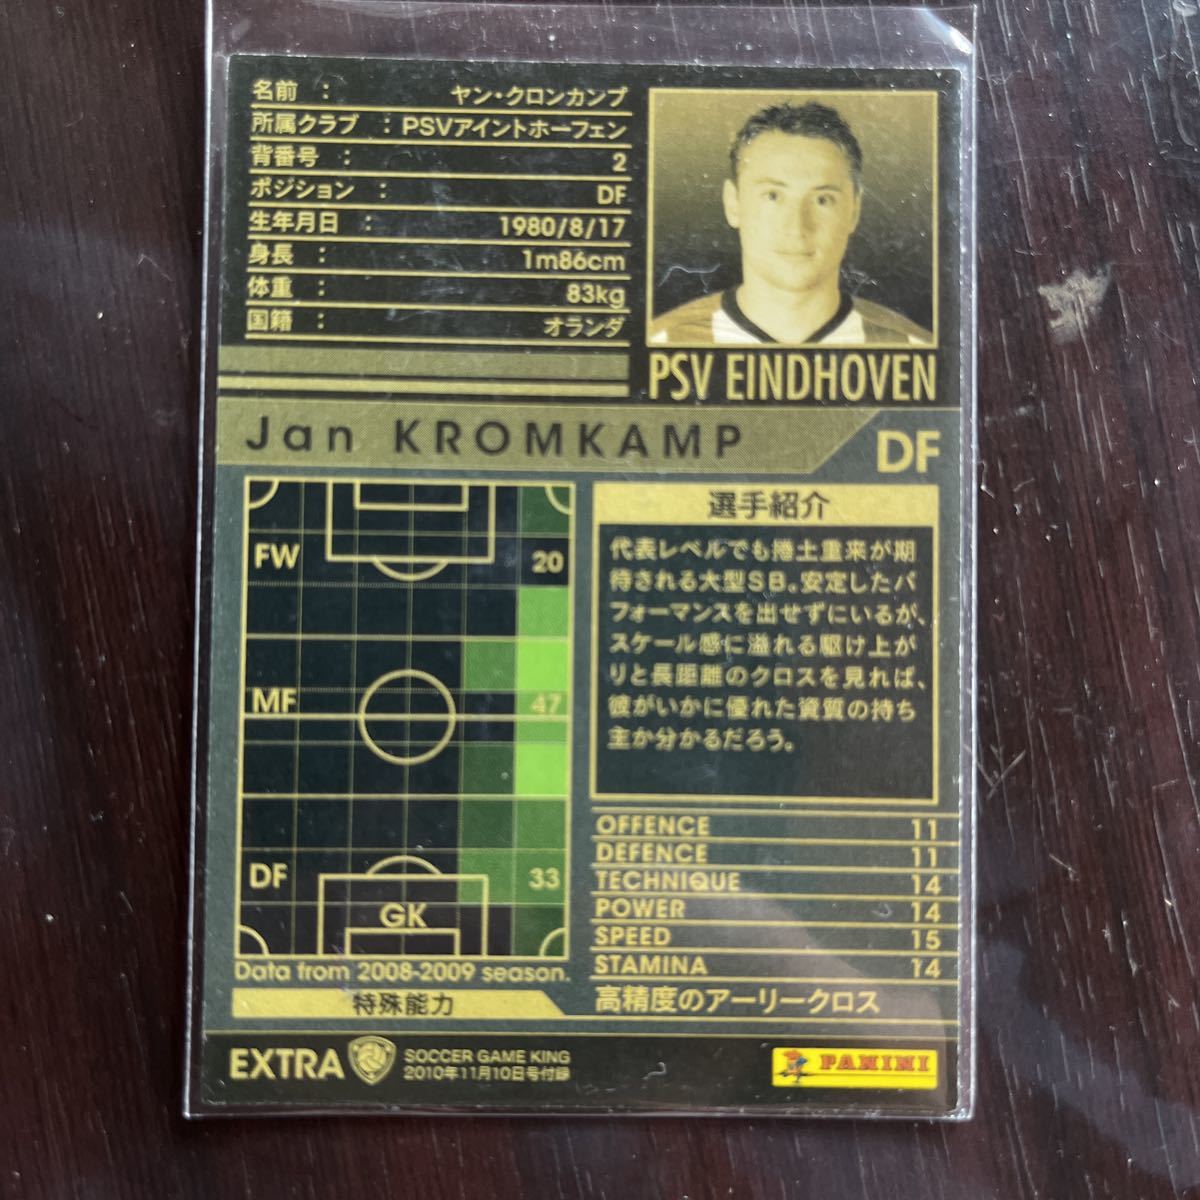 名前 : ヤン・クロンカンプ
所属クラブ : PSVアイントホーフェン
背番号 : 2
ポジション : DF
生年月日 : 1980/8/17
身長 : 1m86cm
体重 : 83kg
国籍 : オランダ
PSV EINDHOVEN
Jan KROMKAMP
DF
FW 20
MF 47
DF 33
GK
Data from 2008-2009 season.
選手紹介
代表レベルでも捲土重来が期
待される大型SB。安定したパ
フォーマンスを出せずにいるが、
スケール感に溢れる駆け上が
りと長距離のクロスを見れば、
彼がいかに優れた資質の持ち
主か分かるだろう。
OFFENCE 11
DEFENCE 11
TECHNIQUE 14
POWER 14
SPEED 15
STAMINA 14
特殊能力
高精度のアーリークロス
EXTRA
SOCCER GAME KING
2010年11月10日号付録
PANINI